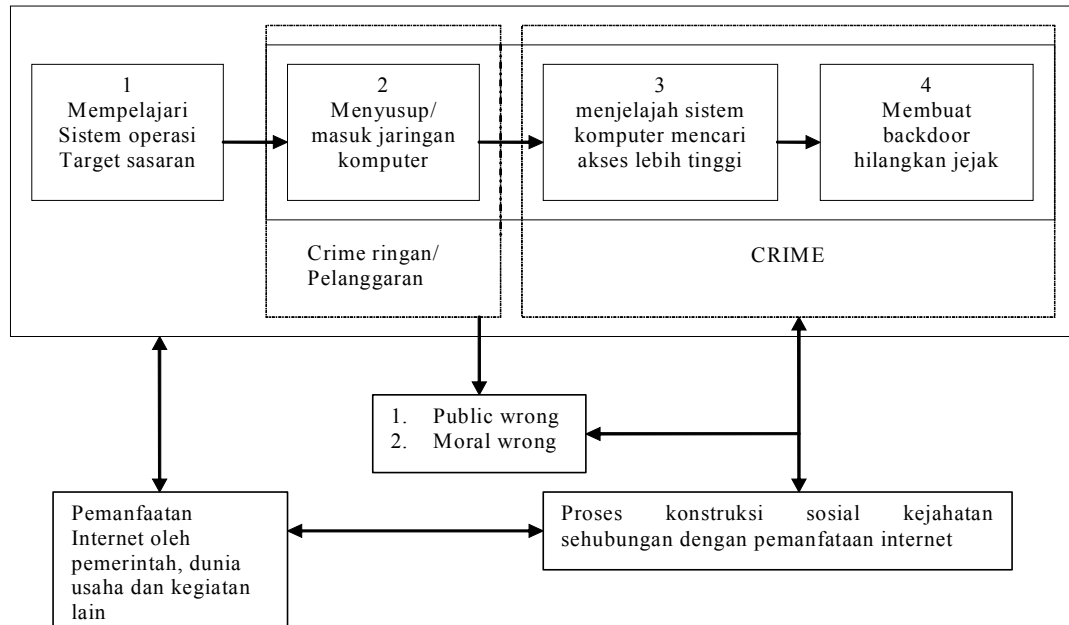 1
Mempelajari
Sistem operasi
Target sasaran
2
Menyusup/
masuk jaringan
komputer
3
menjelajah sistem
komputer mencari
akses lebih tinggi
4
Membuat
backdoor
hilangkan jejak
Crime ringan/
Pelanggaran
CRIME
1. Public wrong
2. Moral wrong
Pemanfaatan
Internet oleh
pemerintah, dunia
usaha dan kegiatan
lain
Proses konstruksi sosial kejahatan
sehubungan dengan pemanfataan internet